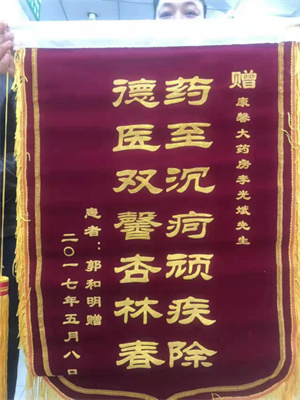 赠
康馨大药房李光斌先生
药至沉疴顽疾除
德医双馨杏林春
患者：郭和明赠
二〇一七年五月八日